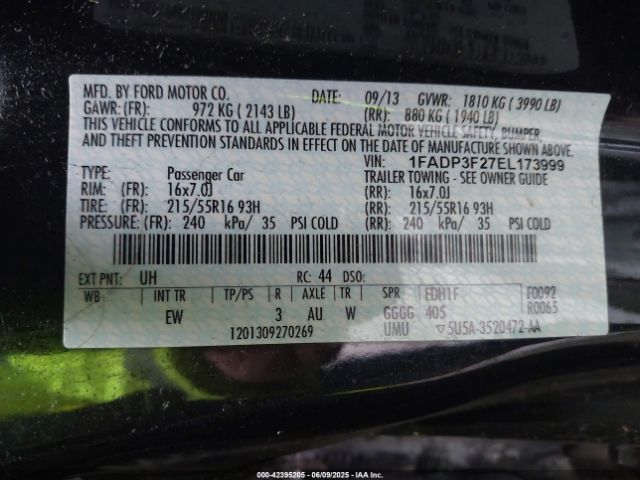 MFD. BY FORD MOTOR CO. DATE: 09/13 GVWR: 1810 KG ( 3990 LB)
GAWR: (FR): 972 KG ( 2143 LB) (RR): 880 KG ( 1940 LB)
THIS VEHICLE CONFORMS TO ALL APPLICABLE FEDERAL MOTOR VEHICLE SAFETY, BUMPER,
AND THEFT PREVENTION STANDARDS IN EFFECT ON THE DATE OF MANUFACTURE SHOWN ABOVE.
VIN: 1FADP3F27EL173999
TYPE: Passenger Car TRAILER TOWING - SEE OWNER GUIDE
RIM: (FR): 16x7.0J (RR): 16x7.0J
TIRE: (FR): 215/55R16 93H (RR): 215/55R16 93H
PRESSURE: (FR): 240 kPa/ 35 PSI COLD (RR): 240 kPa/ 35 PSI COLD
EXT PNT: UH RC: 44 DSO:
WB INT TR TP/PS R AXLE TR SPR EDH1F F0092
EW 3 AU W GGGG 405 R0065
1201309270269 UMU ▽5U5A-3520472-AA
000-42395205 - 06/09/2025 - IAA Inc.